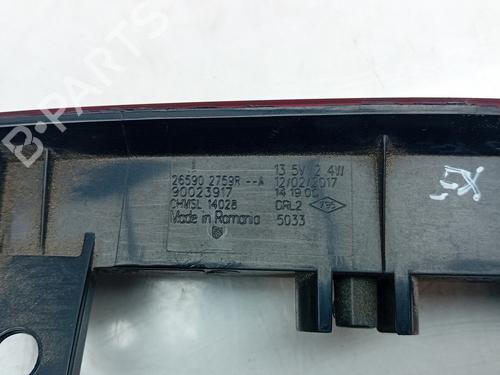 B-PARTS
26590 2759R --A 13 5V 2 4W
90023917 12/02/2017
CHMSL 14028 14 19 00
Made in Romania DRL2 795
5033